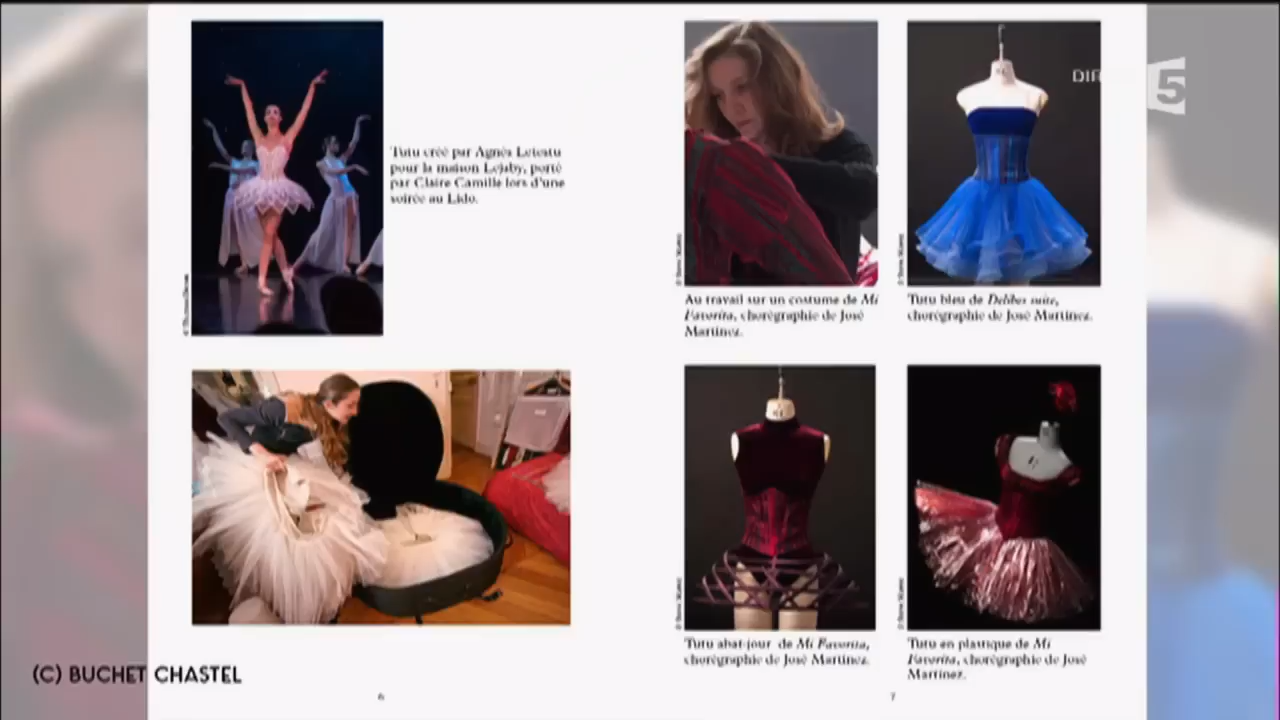 Tutu créé par Agnès Letestu
pour la maison Lejaby, porté
par Claire Camille lors d'une
soirée au Lido.
6
Au travail sur un costume de Mi
Favorita, chorégraphie de José
Martinez.
Tutu bleu de Delibes suite,
chorégraphie de José Martinez.
Tutu abat-jour de Mi Favorita,
chorégraphie de José Martinez.
Tutu en plastique de Mi
Favorita, chorégraphie de José
Martinez.
7
5
(C) BUCHET CHASTEL